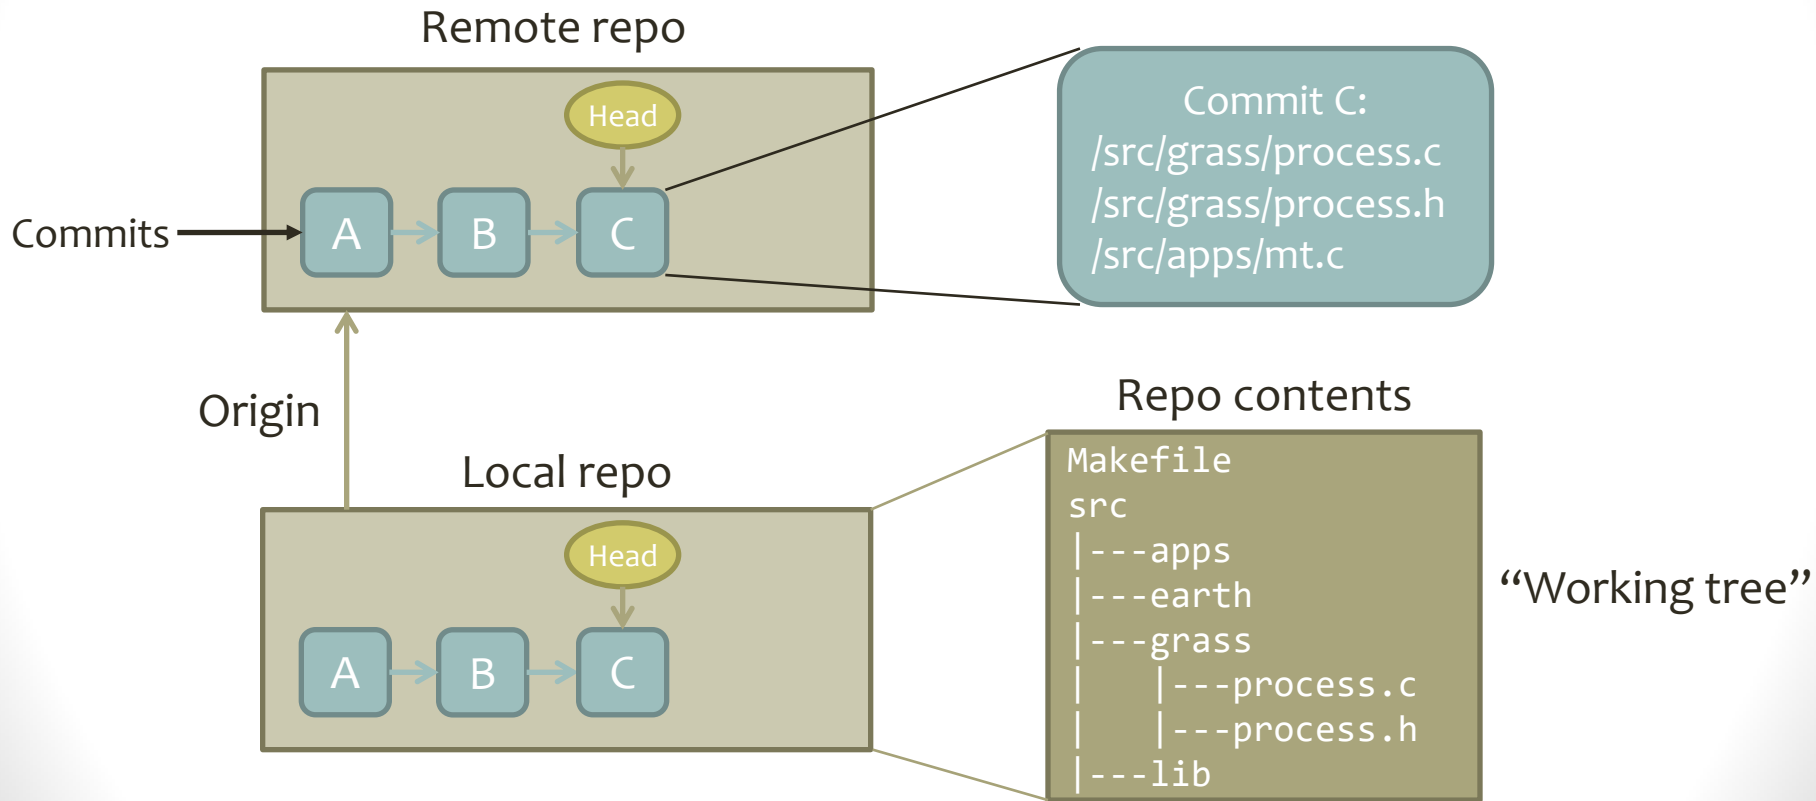 Remote repo
Head
Commits
A
B
C
Commit C:
/src/grass/process.c
/src/grass/process.h
/src/apps/mt.c
Origin
Local repo
Head
A
B
C
Repo contents
Makefile
src
|---apps
|---earth
|---grass
|   |---process.c
|   |---process.h
|---lib
“Working tree”